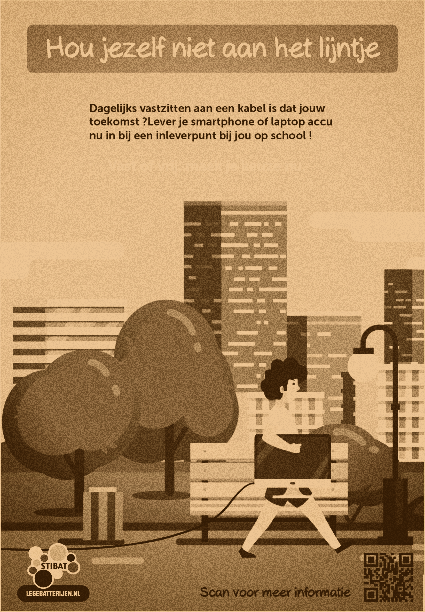 Hou jezelf niet aan het lijntje
Dagelijks vastzitten aan een kabel is dat jouw
toekomst ?Lever je smartphone of laptop accu
nu in bij een inleverpunt bij jou op school !
STIBAT
LEGEBATTERIJEN.NL
Scan voor meer informatie